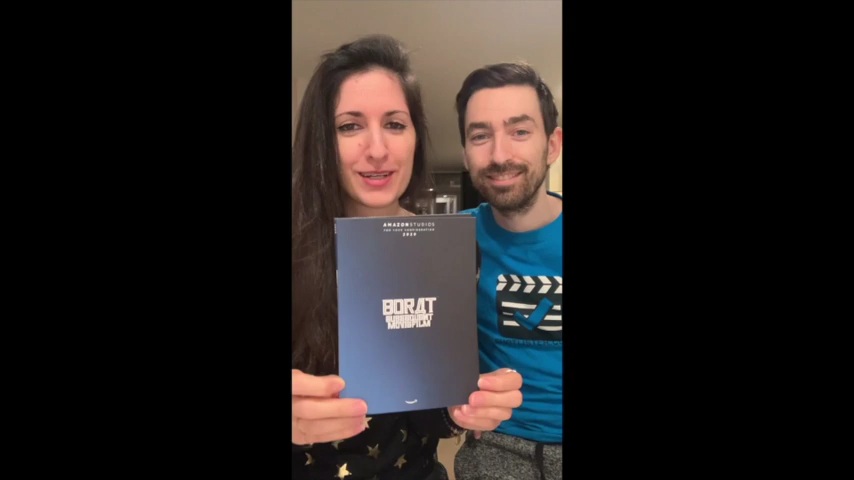 AMAZON STUDIOS
FOR YOUR CONSIDERATION
2020
BORAT
SUBSEQUENT
MOVIEFILM